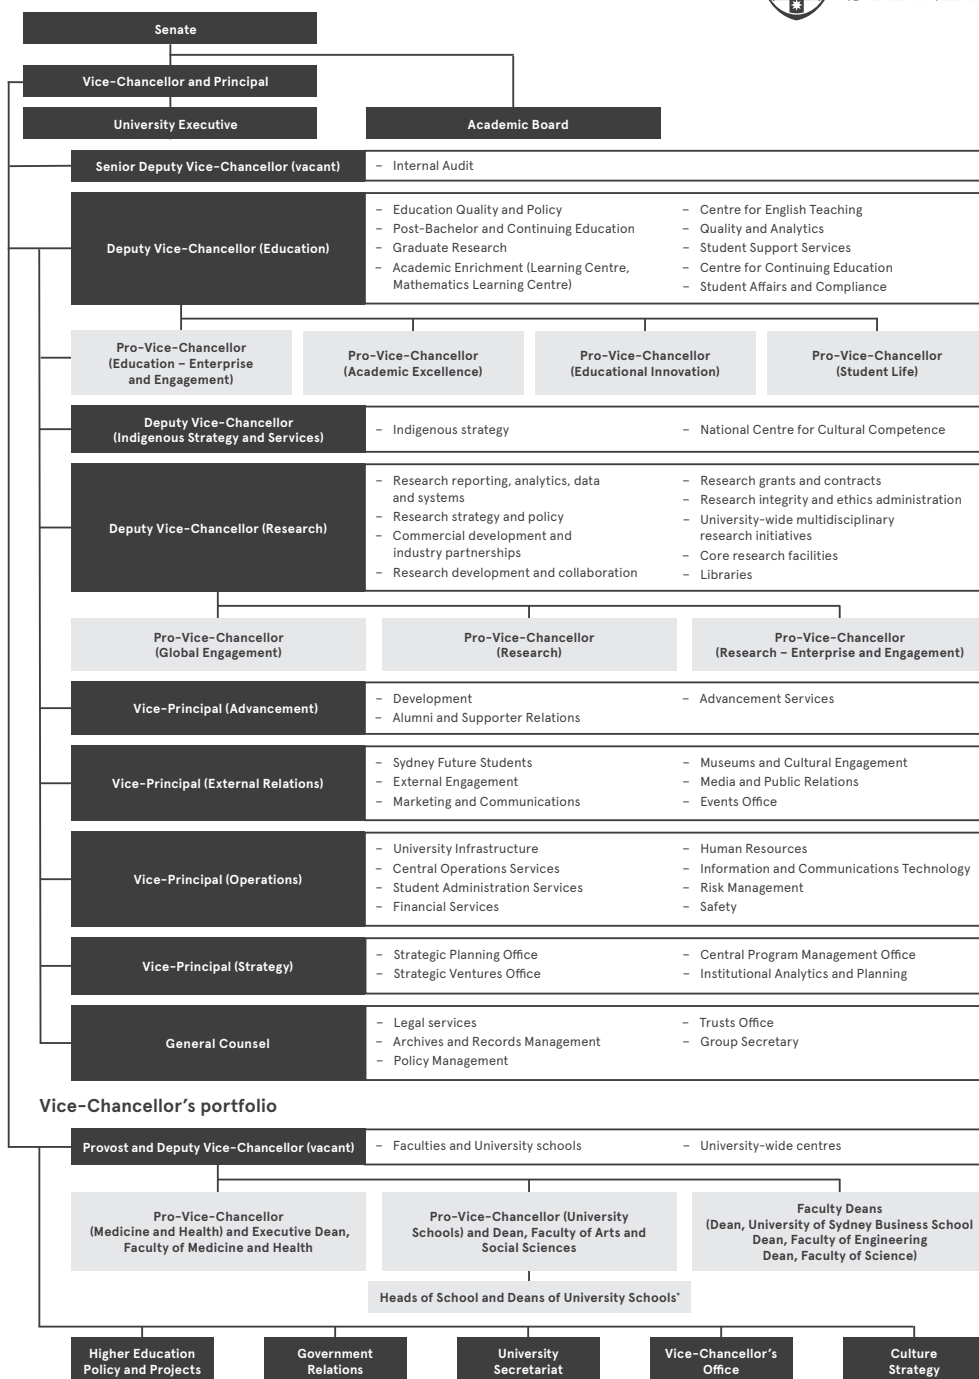 Senate
Vice-Chancellor and Principal
University Executive
Academic Board
Senior Deputy Vice-Chancellor (vacant)
– Internal Audit
Deputy Vice-Chancellor (Education)
– Education Quality and Policy
– Post-Bachelor and Continuing Education
– Graduate Research
– Academic Enrichment (Learning Centre,
Mathematics Learning Centre)
– Centre for English Teaching
– Quality and Analytics
– Student Support Services
– Centre for Continuing Education
– Student Affairs and Compliance
Pro-Vice-Chancellor
(Education – Enterprise
and Engagement)
Pro-Vice-Chancellor
(Academic Excellence)
Pro-Vice-Chancellor
(Educational Innovation)
Pro-Vice-Chancellor
(Student Life)
Deputy Vice-Chancellor
(Indigenous Strategy and Services)
– Indigenous strategy
– National Centre for Cultural Competence
Deputy Vice-Chancellor (Research)
– Research reporting, analytics, data
and systems
– Research strategy and policy
– Commercial development and
industry partnerships
– Research development and collaboration
– Research grants and contracts
– Research integrity and ethics administration
– University-wide multidisciplinary
research initiatives
– Core research facilities
– Libraries
Pro-Vice-Chancellor
(Global Engagement)
Pro-Vice-Chancellor
(Research)
Pro-Vice-Chancellor
(Research – Enterprise and Engagement)
Vice-Principal (Advancement)
– Development
– Alumni and Supporter Relations
– Advancement Services
Vice-Principal (External Relations)
– Sydney Future Students
– External Engagement
– Marketing and Communications
– Museums and Cultural Engagement
– Media and Public Relations
– Events Office
Vice-Principal (Operations)
– University Infrastructure
– Central Operations Services
– Student Administration Services
– Financial Services
– Human Resources
– Information and Communications Technology
– Risk Management
– Safety
Vice-Principal (Strategy)
– Strategic Planning Office
– Strategic Ventures Office
– Central Program Management Office
– Institutional Analytics and Planning
General Counsel
– Legal services
– Archives and Records Management
– Policy Management
– Trusts Office
– Group Secretary
Vice-Chancellor’s portfolio
Provost and Deputy Vice-Chancellor (vacant)
– Faculties and University schools
– University-wide centres
Pro-Vice-Chancellor
(Medicine and Health) and Executive Dean,
Faculty of Medicine and Health
Pro-Vice-Chancellor (University
Schools) and Dean, Faculty of Arts and
Social Sciences
Faculty Deans
(Dean, University of Sydney Business School
Dean, Faculty of Engineering
Dean, Faculty of Science)
Heads of School and Deans of University Schools*
Higher Education
Policy and Projects
Government
Relations
University
Secretariat
Vice-Chancellor’s
Office
Culture
Strategy